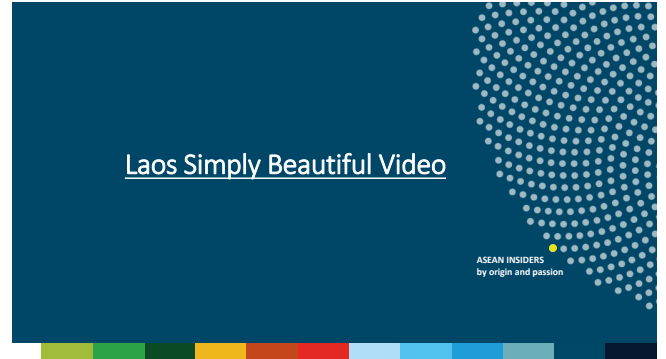 Laos Simply Beautiful Video
ASEAN INSIDERS
by origin and passion